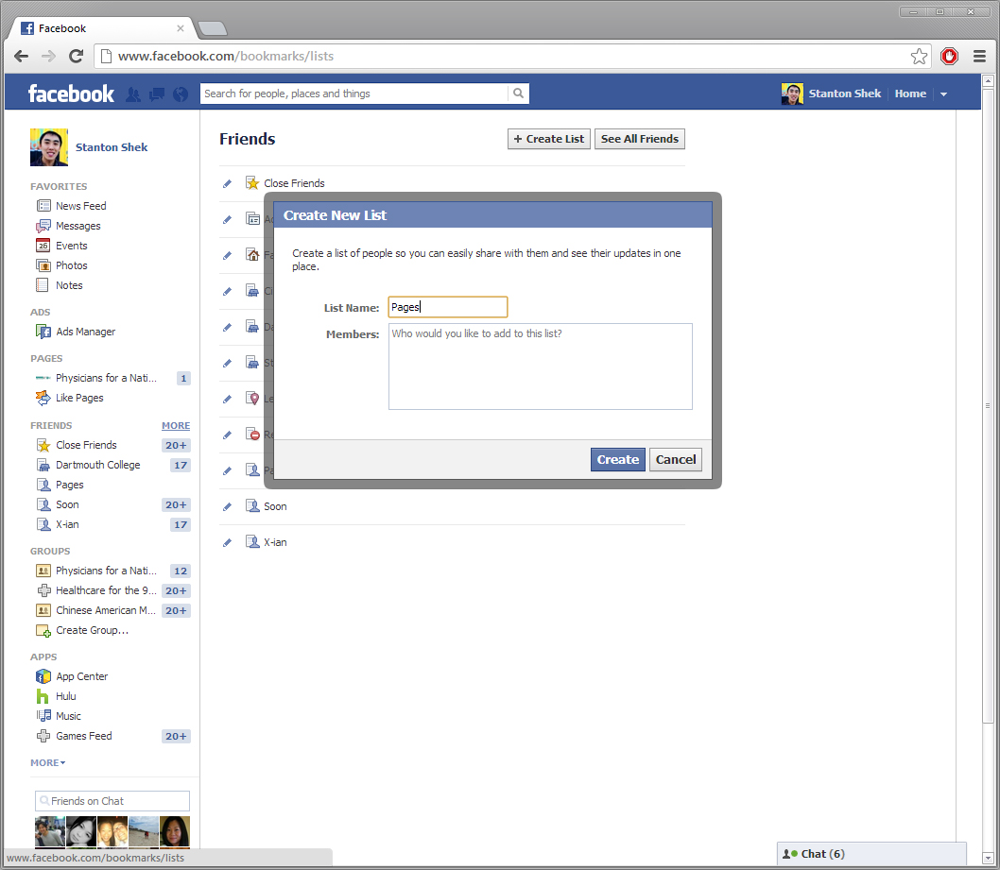 Facebook
www.facebook.com/bookmarks/lists
facebook
Search for people, places and things
Stanton Shek
Home
Stanton Shek
FAVORITES
News Feed
Messages
26
Events
Photos
Notes
ADS
Ads Manager
PAGES
Physicians for a Nati... 1
Like Pages
FRIENDS MORE
Close Friends 20+
Dartmouth College 17
Pages
Soon 20+
X-ian 17
GROUPS
Physicians for a Nati... 12
Healthcare for the 9... 20+
Chinese American M... 20+
Create Group...
APPS
App Center
Hulu
Music
Games Feed 20+
MORE
Friends on Chat
Friends
+ Create List
See All Friends
Close Friends
Create New List
Create a list of people so you can easily share with them and see their updates in one
place.
List Name: Pages
Members: Who would you like to add to this list?
Create Cancel
Soon
X-ian
www.facebook.com/bookmarks/lists
Chat (6)